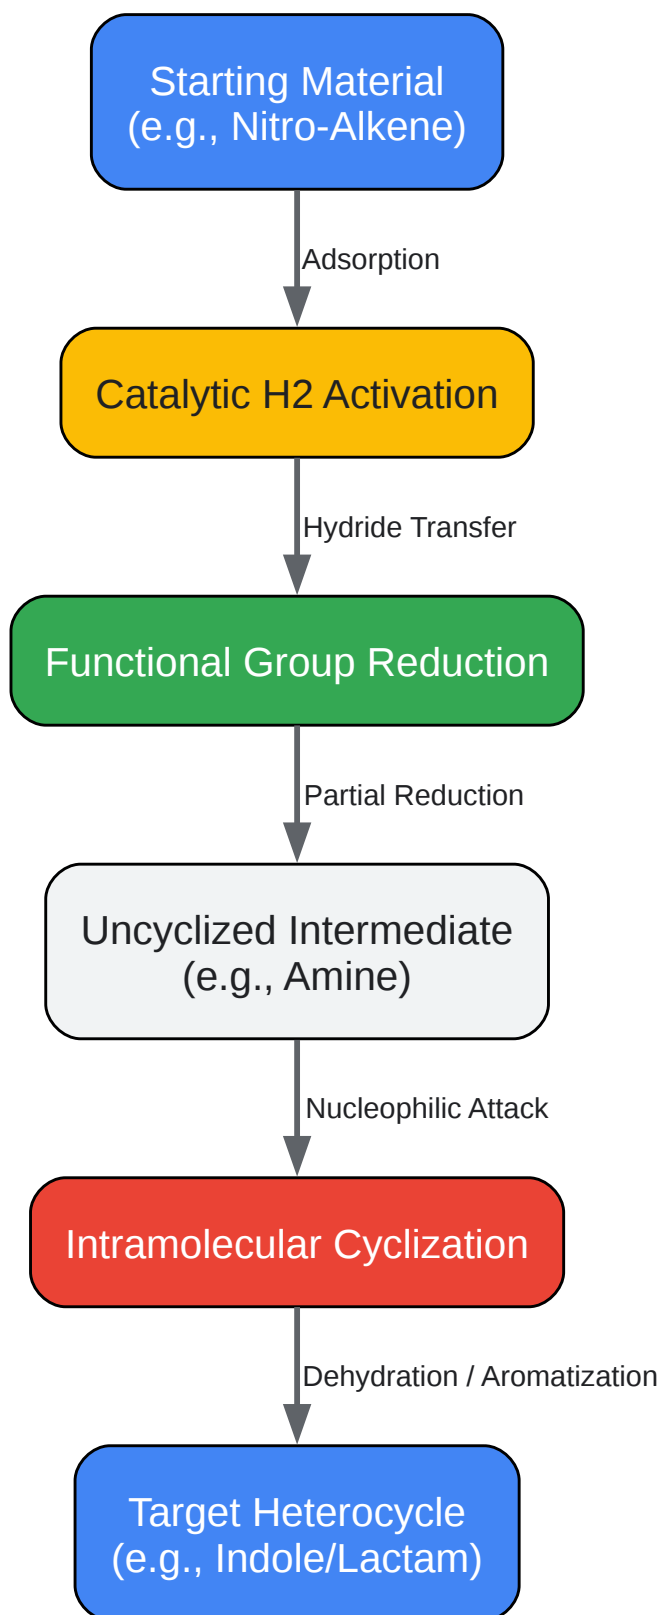 Starting Material
(e.g., Nitro-Alkene)
Adsorption
Catalytic H2 Activation
Hydride Transfer
Functional Group Reduction
Partial Reduction
Uncyclized Intermediate
(e.g., Amine)
Nucleophilic Attack
Intramolecular Cyclization
Dehydration / Aromatization
Target Heterocycle
(e.g., Indole/Lactam)